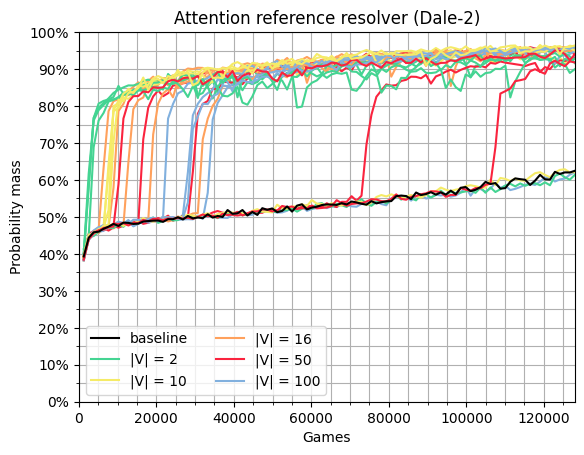 Attention reference resolver (Dale-2)
100%
90%
80%
70%
60%
50%
40%
30%
20%
10%
0%
Probability mass
baseline
|V| = 2
|V| = 10
|V| = 16
|V| = 50
|V| = 100
0 20000 40000 60000 80000 100000 120000
Games